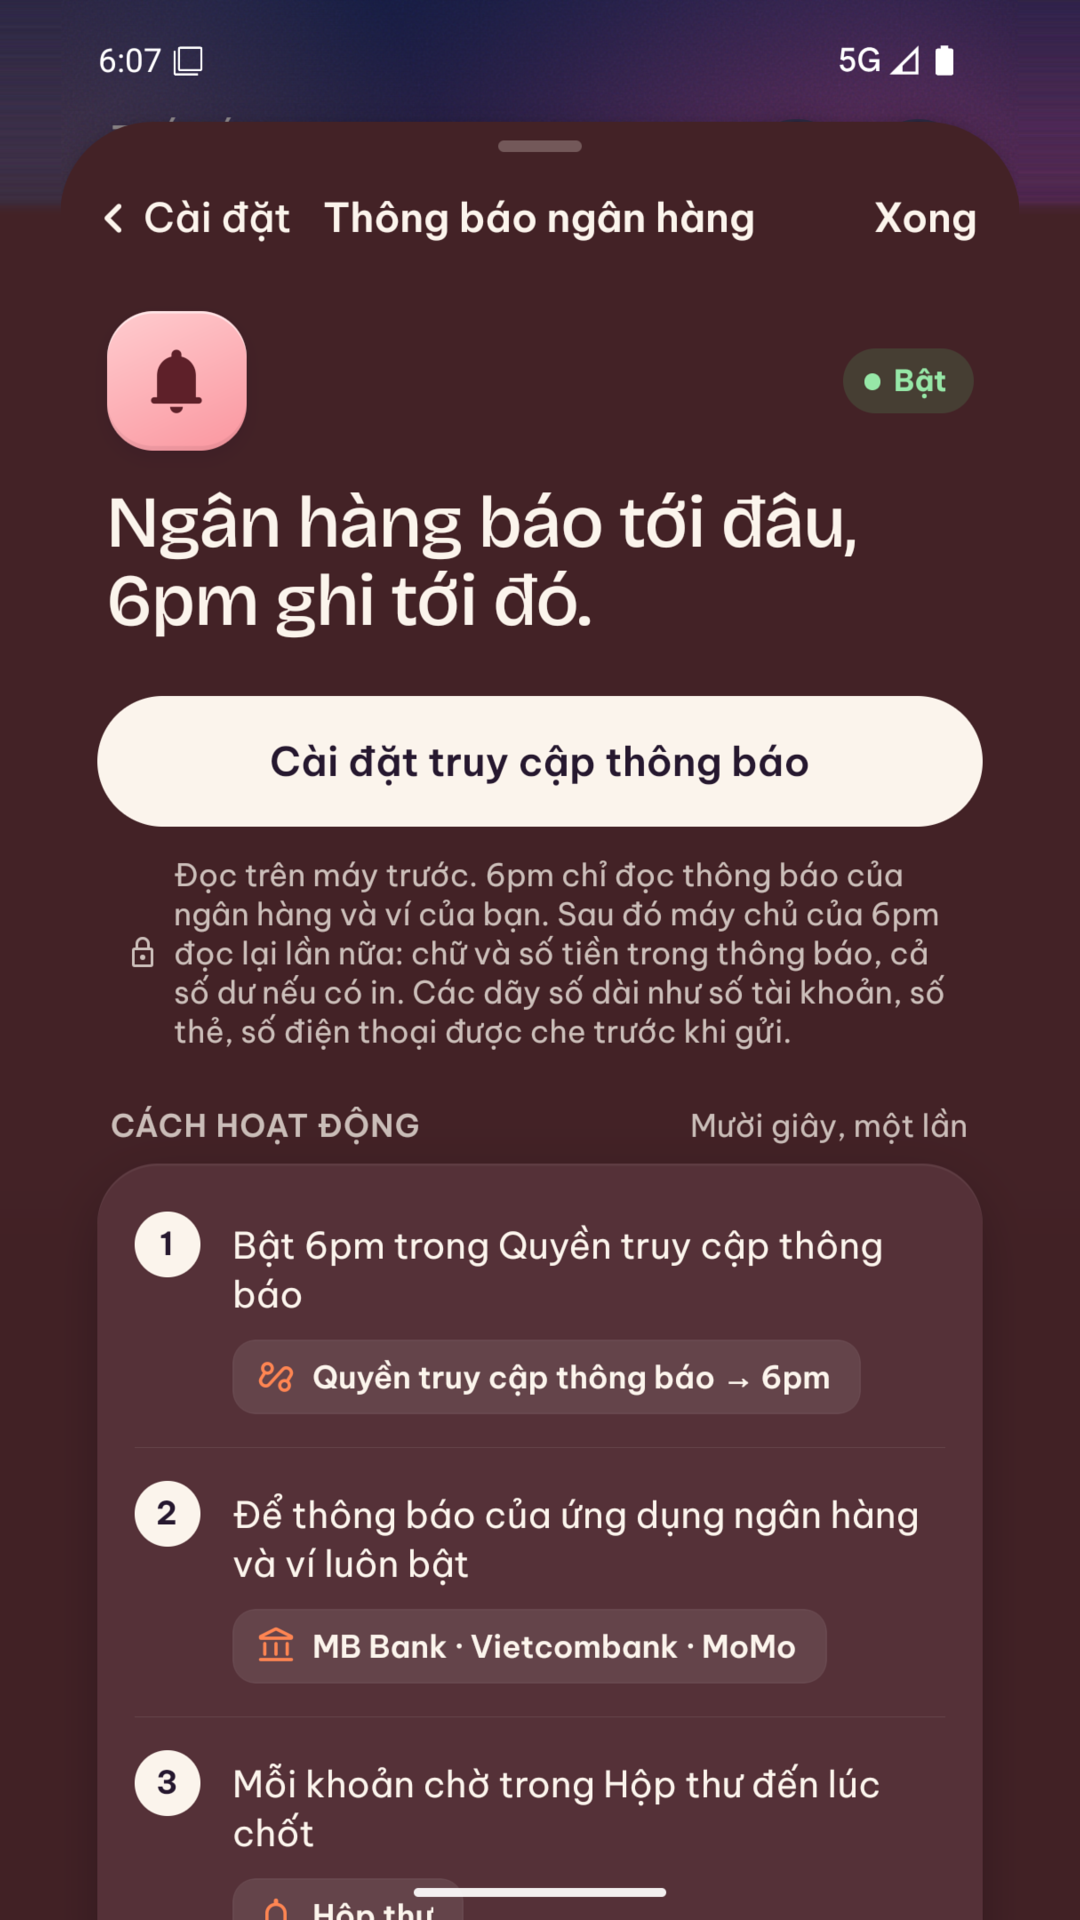 6:07
5G
Cài đặt
Thông báo ngân hàng
Xong
Bật
Ngân hàng báo tới đâu,
6pm ghi tới đó.
Cài đặt truy cập thông báo
Đọc trên máy trước. 6pm chỉ đọc thông báo của
ngân hàng và ví của bạn. Sau đó máy chủ của 6pm
đọc lại lần nữa: chữ và số tiền trong thông báo, cả
số dư nếu có in. Các dãy số dài như số tài khoản, số
thẻ, số điện thoại được che trước khi gửi.
CÁCH HOẠT ĐỘNG
Mười giây, một lần
1
Bật 6pm trong Quyền truy cập thông
báo
Quyền truy cập thông báo → 6pm
2
Để thông báo của ứng dụng ngân hàng
và ví luôn bật
MB Bank · Vietcombank · MoMo
3
Mỗi khoản chờ trong Hộp thư đến lúc
chốt
Hộp thư